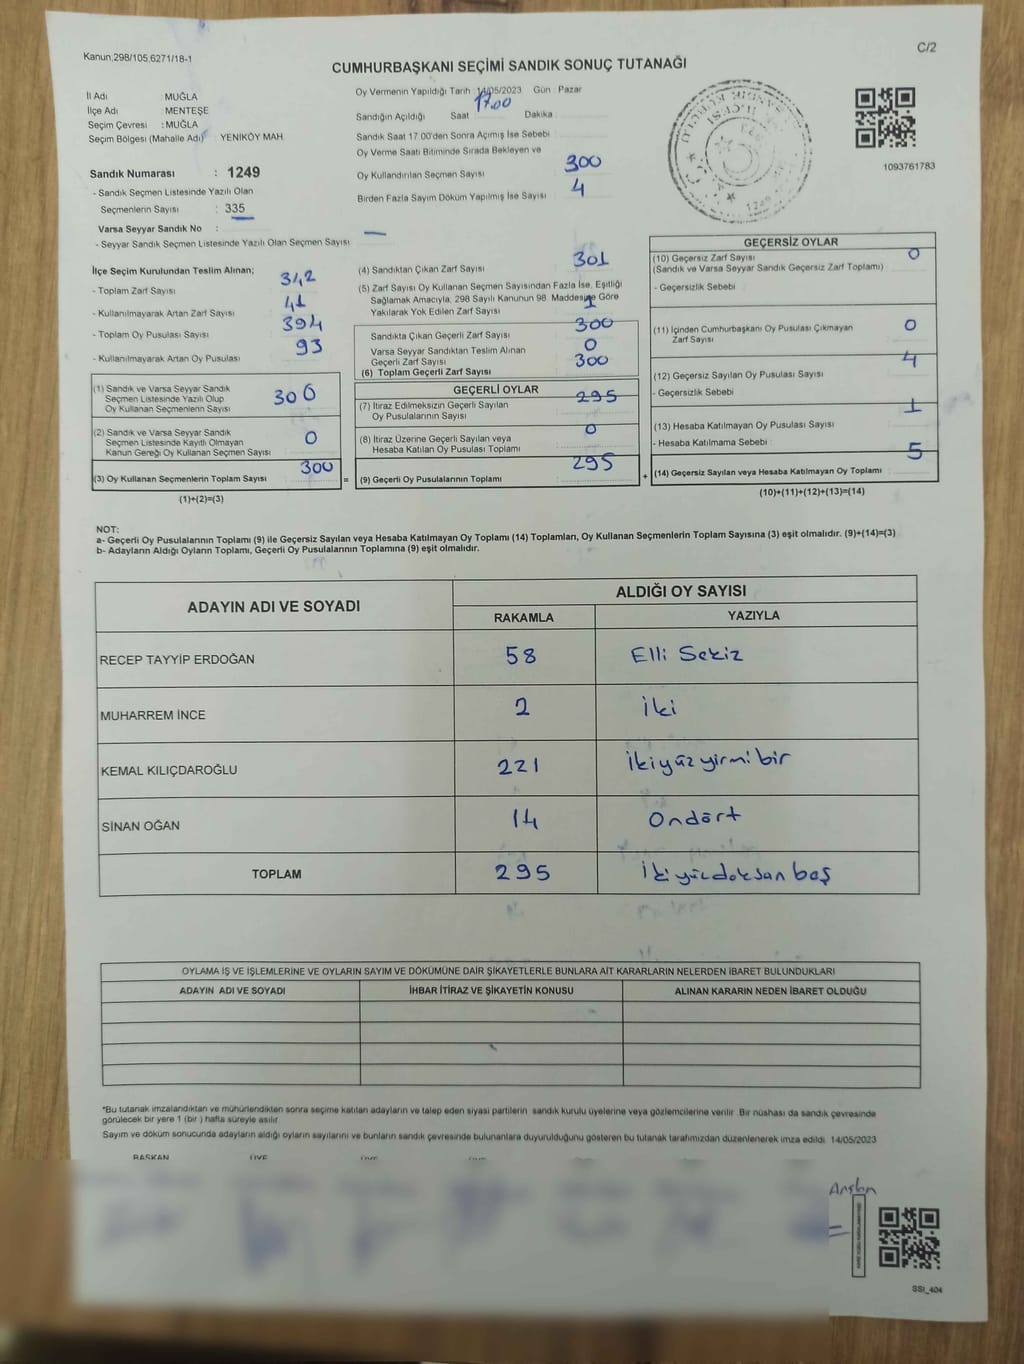 Kanun,298/105,6271/18-1
C/2
CUMHURBAŞKANI SEÇİMİ SANDIK SONUÇ TUTANAĞI
İl Adı : MUĞLA
İlçe Adı : MENTEŞE
Seçim Çevresi : MUĞLA
Seçim Bölgesi (Mahalle Adı) YENIKÖY MAH.
Sandık Numarası : 1249
- Sandık Seçmen Listesinde Yazılı Olan
Seçmenlerin Sayısı : 335
Varsa Seyyar Sandık No :
- Seyyar Sandık Seçmen Listesinde Yazılı Olan Seçmen Sayısı —
Oy Vermenin Yapıldığı Tarih : 14/05/2023 Gün : Pazar
Sandığın Açıldığı Saat 17.00 Dakika
Sandık Saat 17.00'den Sonra Açımış İse Sebebi
Oy Verme Saati Bitiminde Sırada Bekleyen ve
Oy Kullandırılan Seçmen Sayısı 300
Birden Fazla Sayım Döküm Yapılmış İse Sayısı 4
1093761783
İlçe Seçim Kurulundan Teslim Alınan;
- Toplam Zarf Sayısı 342
- Kullanılmayarak Artan Zarf Sayısı 41
- Toplam Oy Pusulası Sayısı 394
- Kullanılmayarak Artan Oy Pusulası 93
(1) Sandık ve Varsa Seyyar Sandık
Seçmen Listesinde Yazılı Olup
Oy Kullanan Seçmenlerin Sayısı 300
(2) Sandık ve Varsa Seyyar Sandık
Seçmen Listesinde Kayıtlı Olmayan
Kanun Gereği Oy Kullanan Seçmen Sayısı 0
(3) Oy Kullanan Seçmenlerin Toplam Sayısı 300 =
(1)+(2)=(3)
(4) Sandıktan Çıkan Zarf Sayısı 301
(5) Zarf Sayısı Oy Kullanan Seçmen Sayısından Fazla İse, Eşitliği
Sağlamak Amacıyla, 298 Sayılı Kanunun 98. Maddesine Göre
Yakılarak Yok Edilen Zarf Sayısı 1
Sandıkta Çıkan Geçerli Zarf Sayısı 300
Varsa Seyyar Sandıktan Teslim Alınan
Geçerli Zarf Sayısı 0
(6) Toplam Geçerli Zarf Sayısı 300
GEÇERLİ OYLAR
(7) İtiraz Edilmeksizin Geçerli Sayılan
Oy Pusulalarının Sayısı 295
(8) İtiraz Üzerine Geçerli Sayılan veya
Hesaba Katılan Oy Pusulası Toplamı 0
(9) Geçerli Oy Pusulalarının Toplamı 295 +
GEÇERSİZ OYLAR
(10) Geçersiz Zarf Sayısı 0
(Sandık ve Varsa Seyyar Sandık Geçersiz Zarf Toplamı)
- Geçersizlik Sebebi
(11) İçinden Cumhurbaşkanı Oy Pusulası Çıkmayan
Zarf Sayısı 0
(12) Geçersiz Sayılan Oy Pusulası Sayısı 4
- Geçersizlik Sebebi
(13) Hesaba Katılmayan Oy Pusulası Sayısı 1
- Hesaba Katılmama Sebebi
(14) Geçersiz Sayılan veya Hesaba Katılmayan Oy Toplamı 5
(10)+(11)+(12)+(13)=(14)
NOT:
a- Geçerli Oy Pusulalarının Toplamı (9) ile Geçersiz Sayılan veya Hesaba Katılmayan Oy Toplamı (14) Toplamları, Oy Kullanan Seçmenlerin Toplam Sayısına (3) eşit olmalıdır. (9)+(14)=(3)
b- Adayların Aldığı Oyların Toplamı, Geçerli Oy Pusulalarının Toplamına (9) eşit olmalıdır.
ADAYIN ADI VE SOYADI ALDIĞI OY SAYISI
RAKAMLA YAZIYLA
RECEP TAYYİP ERDOĞAN 58 Elli Sekiz
MUHARREM İNCE 2 İki
KEMAL KILIÇDAROĞLU 221 İkiyüzyirmibir
SİNAN OĞAN 14 Ondört
TOPLAM 295 İkiyüzdoksanbeş
OYLAMA İŞ VE İŞLEMLERİNE VE OYLARIN SAYIM VE DÖKÜMÜNE DAİR ŞİKAYETLERLE BUNLARA AİT KARARLARIN NELERDEN İBARET BULUNDUKLARI
ADAYIN ADI VE SOYADI İHBAR İTİRAZ VE ŞİKAYETİN KONUSU ALINAN KARARIN NEDEN İBARET OLDUĞU
*Bu tutanak imzalandıktan ve mühürlendikten sonra seçime katılan adayların ve talep eden siyasi partilerin sandık kurulu üyelerine veya gözlemcilerine verilir. Bir nüshası da sandık çevresinde
görülecek bir yere 1 (bir) hafta süreyle asılır.
Sayım ve döküm sonucunda adayların aldığı oyların sayılarını ve bunların sandık çevresinde bulunanlara duyurulduğunu gösteren bu tutanak tarafımızdan düzenlenerek imza edildi. 14/05/2023
BAŞKAN ÜYE ÜYE ÜYE
SSI_404